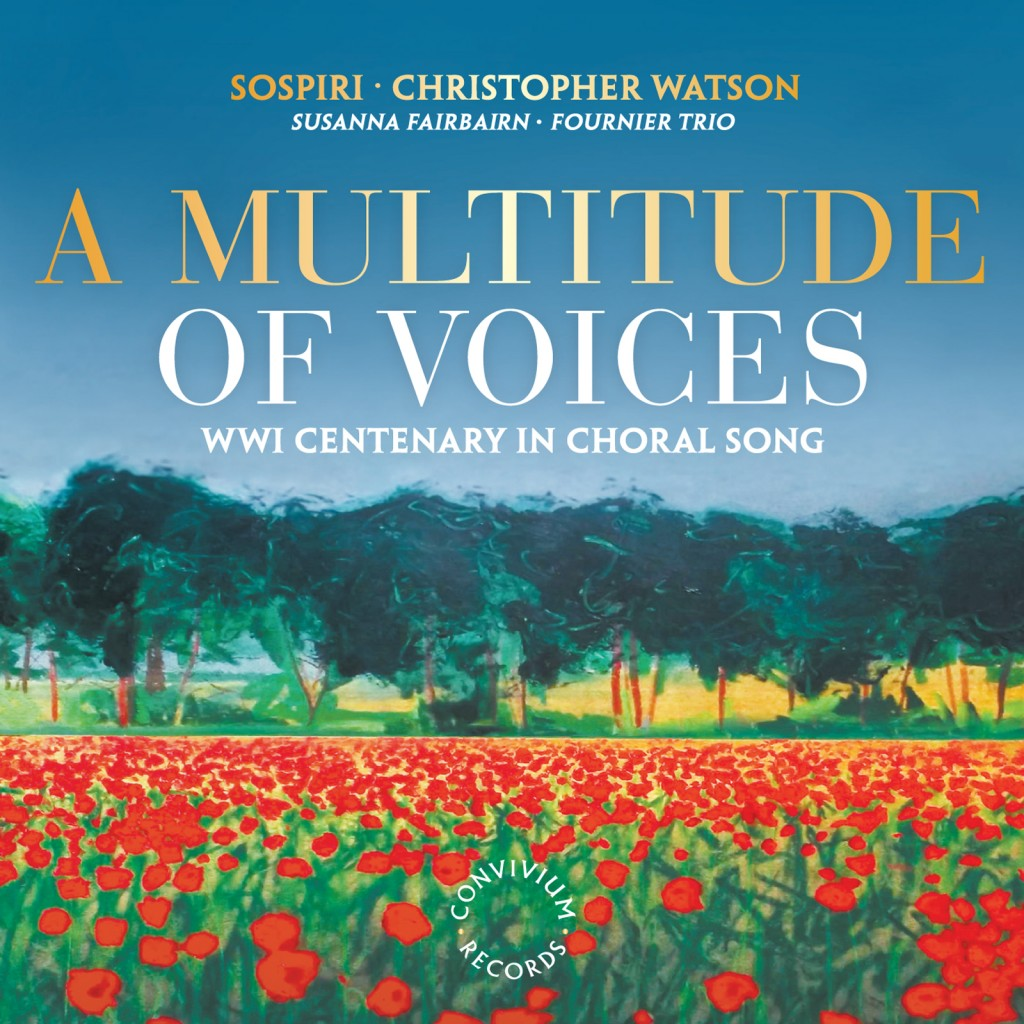 SOSPIRI · CHRISTOPHER WATSON
SUSANNA FAIRBAIRN · FOURNIER TRIO
A MULTITUDE
OF VOICES
WWI CENTENARY IN CHORAL SONG
CONVIVIUM
· RECORDS ·